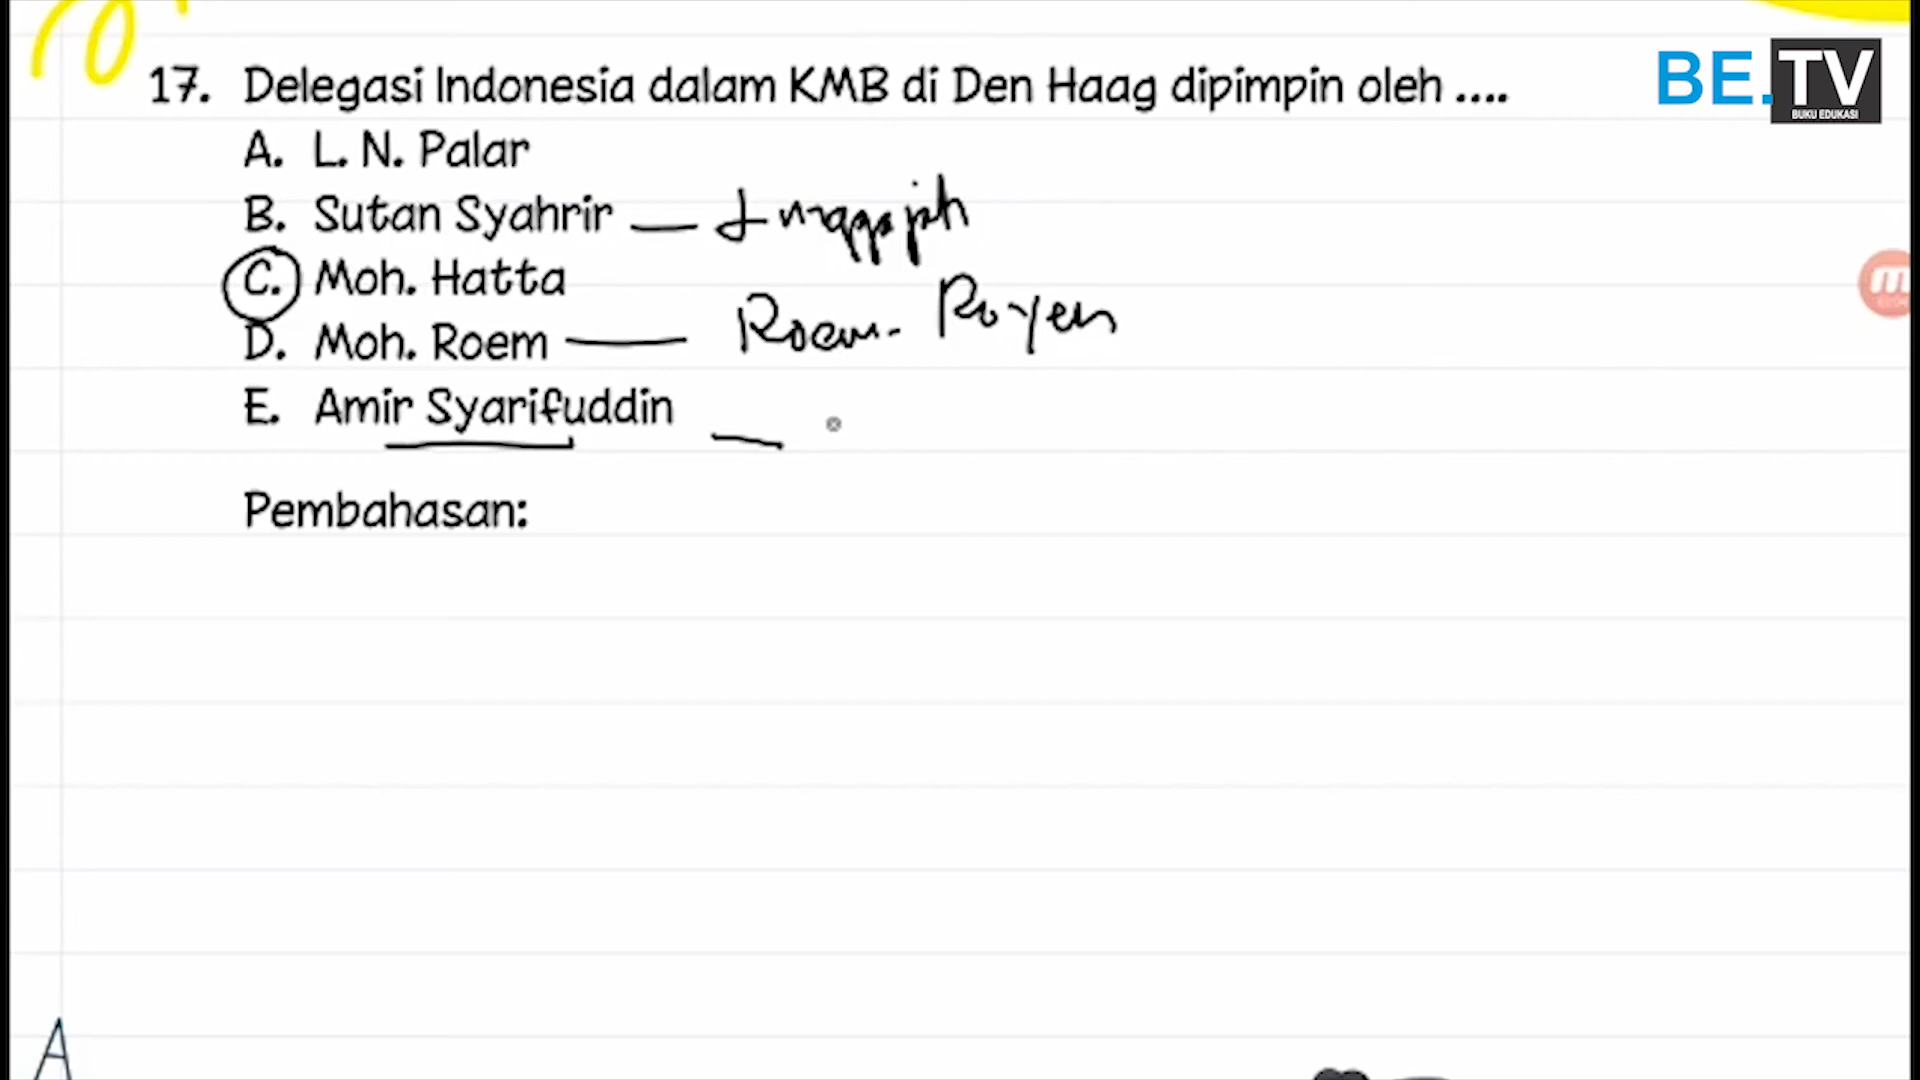 BE.TV
BUKU EDUKASI
17. Delegasi Indonesia dalam KMB di Den Haag dipimpin oleh ....
A. L. N. Palar
B. Sutan Syahrir —
C. Moh. Hatta
D. Moh. Roem — Roem - Royen
E. Amir Syarifuddin —
Pembahasan:
A